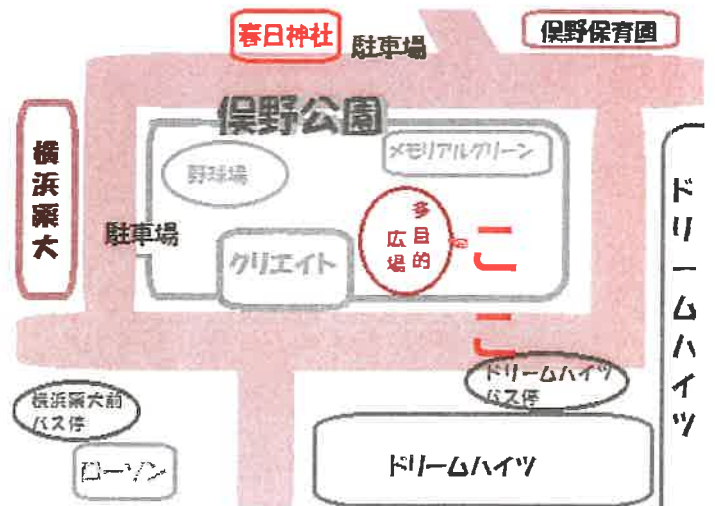 春日神社
駐車場
俣野保育園
俣野公園
メモリアルグリーン
野球場
横浜薬大
駐車場
多目的
広場
ここ
クリエイト
ドリームハイツ
ドリームハイツ
バス停
横浜薬大前
バス停
ローソン
ドリームハイツ